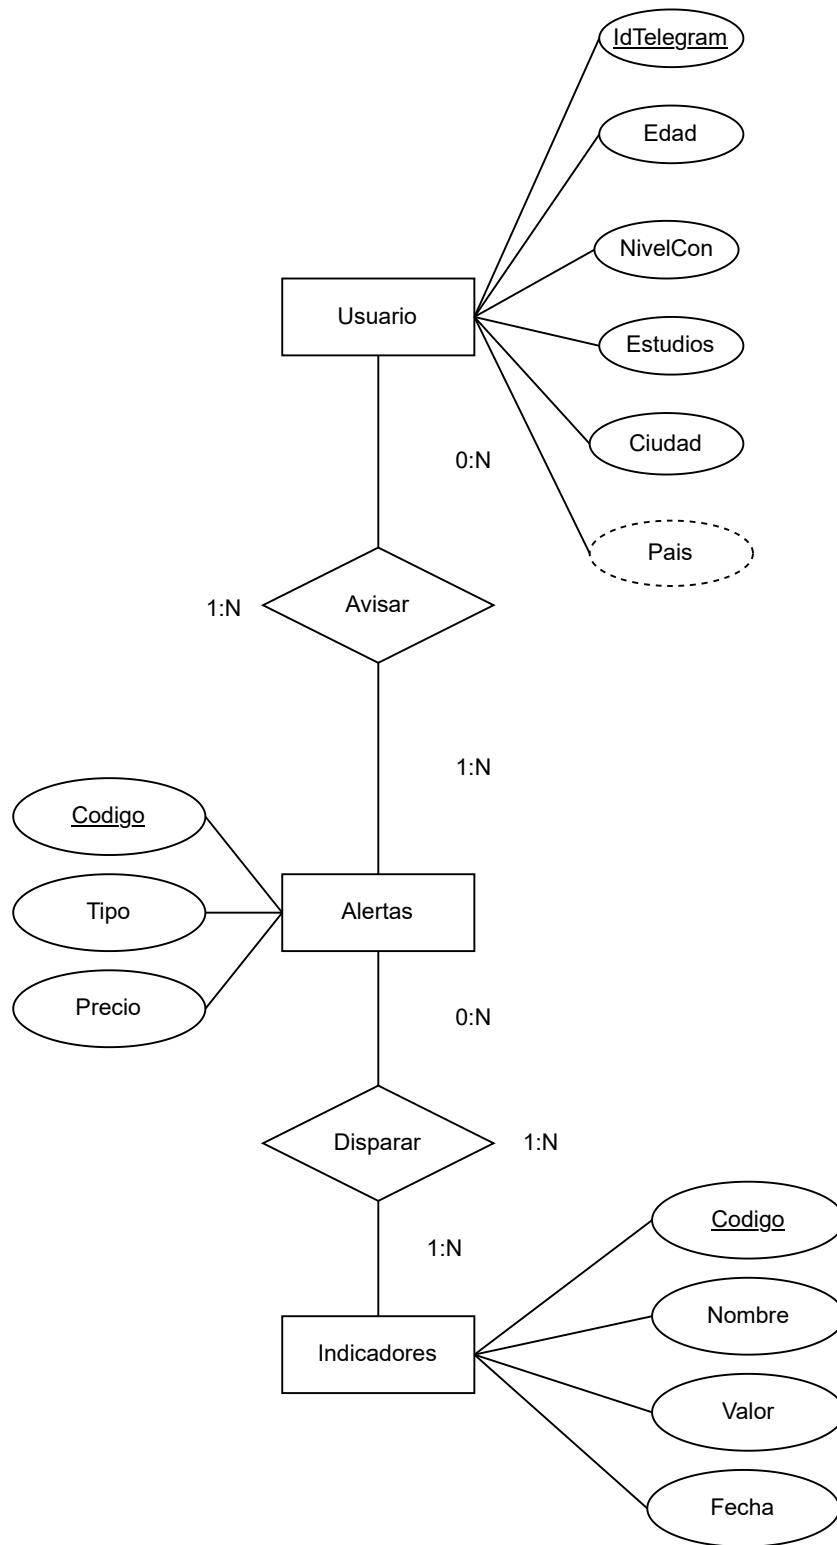 IdTelegram
Edad
NivelCon
Usuario
Estudios
Ciudad
0:N
Pais
1:N
Avisar
1:N
Codigo
Tipo
Alertas
Precio
0:N
Disparar
1:N
Codigo
1:N
Nombre
Indicadores
Valor
Fecha